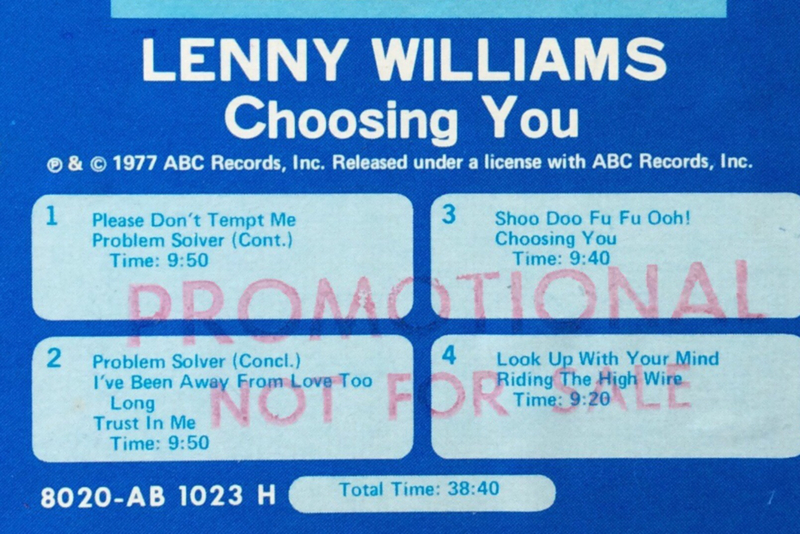 LENNY WILLIAMS
Choosing You
℗ & © 1977 ABC Records, Inc. Released under a license with ABC Records, Inc.
1
Please Don't Tempt Me
Problem Solver (Cont.)
Time: 9:50
2
Problem Solver (Concl.)
I've Been Away From Love Too
Long
Trust In Me
Time: 9:50
3
Shoo Doo Fu Fu Ooh!
Choosing You
Time: 9:40
4
Look Up With Your Mind
Riding The High Wire
Time: 9:20
PROMOTIONAL
NOT FOR SALE
8020-AB 1023 H
Total Time: 38:40